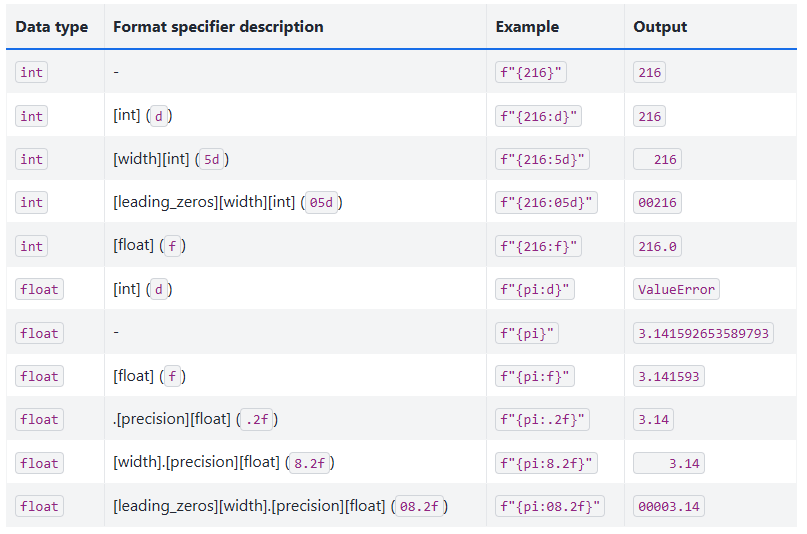 Data type Format specifier description Example Output
int - f"{216}" 216
int [int] (d) f"{216:d}" 216
int [width][int] (5d) f"{216:5d}"   216
int [leading_zeros][width][int] (05d) f"{216:05d}" 00216
int [float] (f) f"{216:f}" 216.0
float [int] (d) f"{pi:d}" ValueError
float - f"{pi}" 3.141592653589793
float [float] (f) f"{pi:f}" 3.141593
float .[precision][float] (.2f) f"{pi:.2f}" 3.14
float [width].[precision][float] (8.2f) f"{pi:8.2f}"     3.14
float [leading_zeros][width].[precision][float] (08.2f) f"{pi:08.2f}" 00003.14